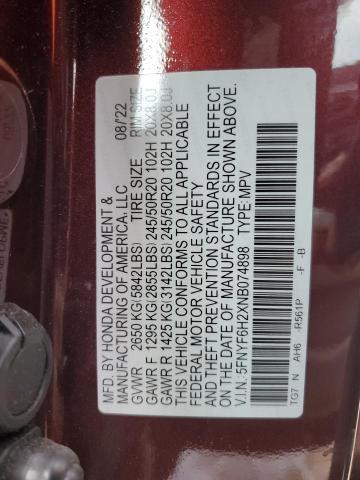 MFD. BY HONDA DEVELOPMENT &
MANUFACTURING OF AMERICA, LLC 08/'22
GVWR 2650 KG(5842LBS) TIRE SIZE RIM SIZE
GAWR F 1295 KG(2855LBS) 245/50R20 102H 20X8.0J
GAWR R 1425 KG(3142LBS) 245/50R20 102H 20X8.0J
THIS VEHICLE CONFORMS TO ALL APPLICABLE
FEDERAL MOTOR VEHICLE SAFETY
AND THEFT PREVENTION STANDARDS IN EFFECT
ON THE DATE OF MANUFACTURE SHOWN ABOVE.
V.I.N. 5FNYF6H2XNB074898 TYPE: MPV
TG7 N AH6 -R561P -F -B